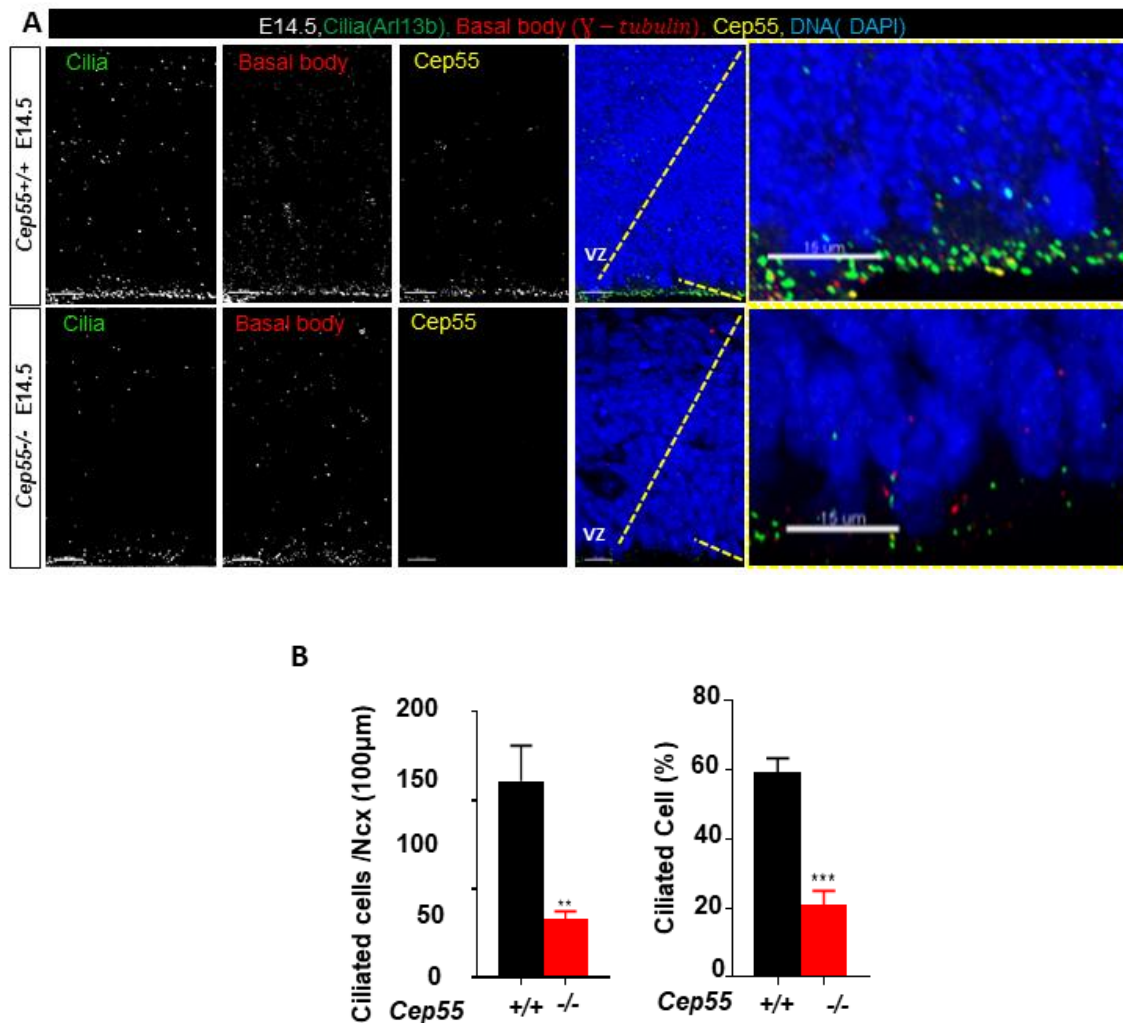 A
E14.5,Cilia(Arl13b), Basal body (Ɣ − tubulin), Cep55, DNA( DAPI)
Cep55+/+ E14.5
Cilia
Basal body
Cep55
VZ
15 um
Cep55-/- E14.5
Cilia
Basal body
Cep55
VZ
15 um
B
Ciliated cells /Ncx (100µm)
200
150
100
50
0
**
Cep55 +/+ -/-
Ciliated Cell (%)
80
60
40
20
0
***
Cep55 +/+ -/-